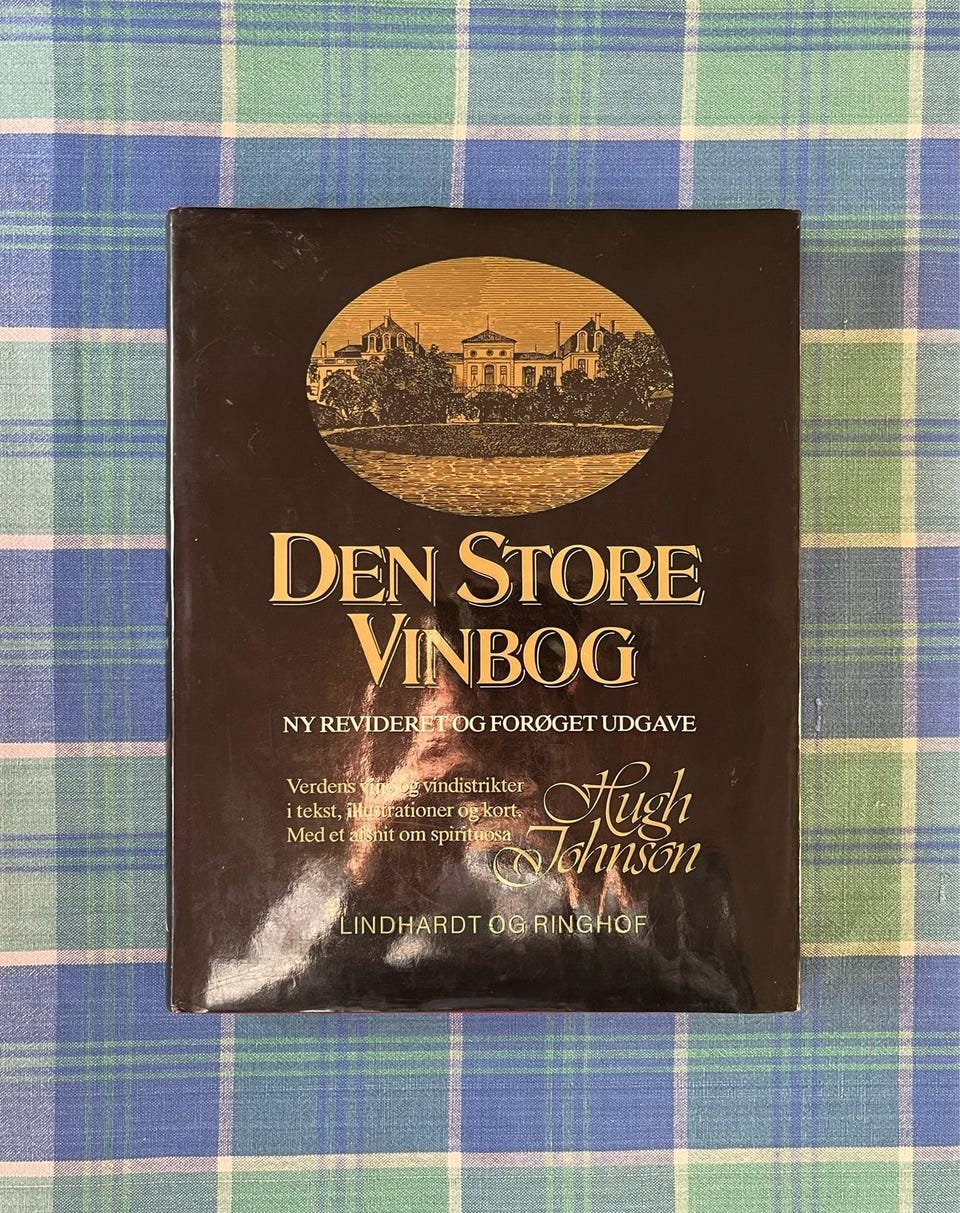 DEN STORE
VINBOG
NY REVIDERET OG FORØGET UDGAVE
Verdens vine og vindistrikter
i tekst, illustrationer og kort.
Med et afsnit om spirituosa
Hugh
Johnson
LINDHARDT OG RINGHOF